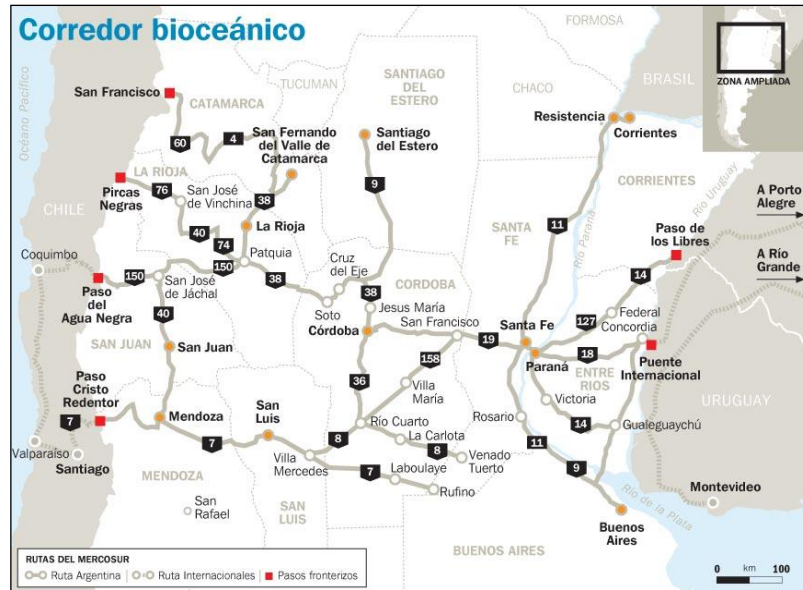 Corredor bioceánico
FORMOSA
ZONA AMPLIADA
Océano Pacífico
TUCUMAN
CHACO
BRASIL
San Francisco
CATAMARCA
SANTIAGO
DEL
ESTERO
Resistencia
Corrientes
60
4
San Fernando
del Valle de
Catamarca
Santiago
del Estero
9
LA RIOJA
CORRIENTES
Río Uruguay
A PORTO
ALEGRE
Pircas
Negras
76
San José
de Vinchina
38
SANTA
FE
11
Río Paraná
Paso de
los Libres
CHILE
40
74
La Rioja
A RÍO
GRANDE
Coquimbo
Patquia
150
Cruz
del Eje
CORDOBA
14
150
San José
de Jáchal
38
38
Jesus María
Federal
Paso
del
Agua Negra
Soto
San Francisco
Santa Fe
127
Concordia
40
Córdoba
19
SAN JUAN
San Juan
158
Paraná
18
Puente
Internacional
ENTRE
RIOS
Paso
Cristo
Redentor
36
Villa
María
Victoria
URUGUAY
7
Mendoza
San
Luis
Río Cuarto
Rosario
14
Gualeguaychú
7
8
La Carlota
8
Venado
Tuerto
11
Valparaíso
Santiago
Villa
Mercedes
7
Laboulaye
9
MENDOZA
Rufino
Río de
la Plata
Montevideo
San
Rafael
SAN
LUIS
Buenos
Aires
BUENOS AIRES
RUTAS DEL MERCOSUR
Ruta Argentina
Ruta Internacionales
Pasos fronterizos
0 km 100